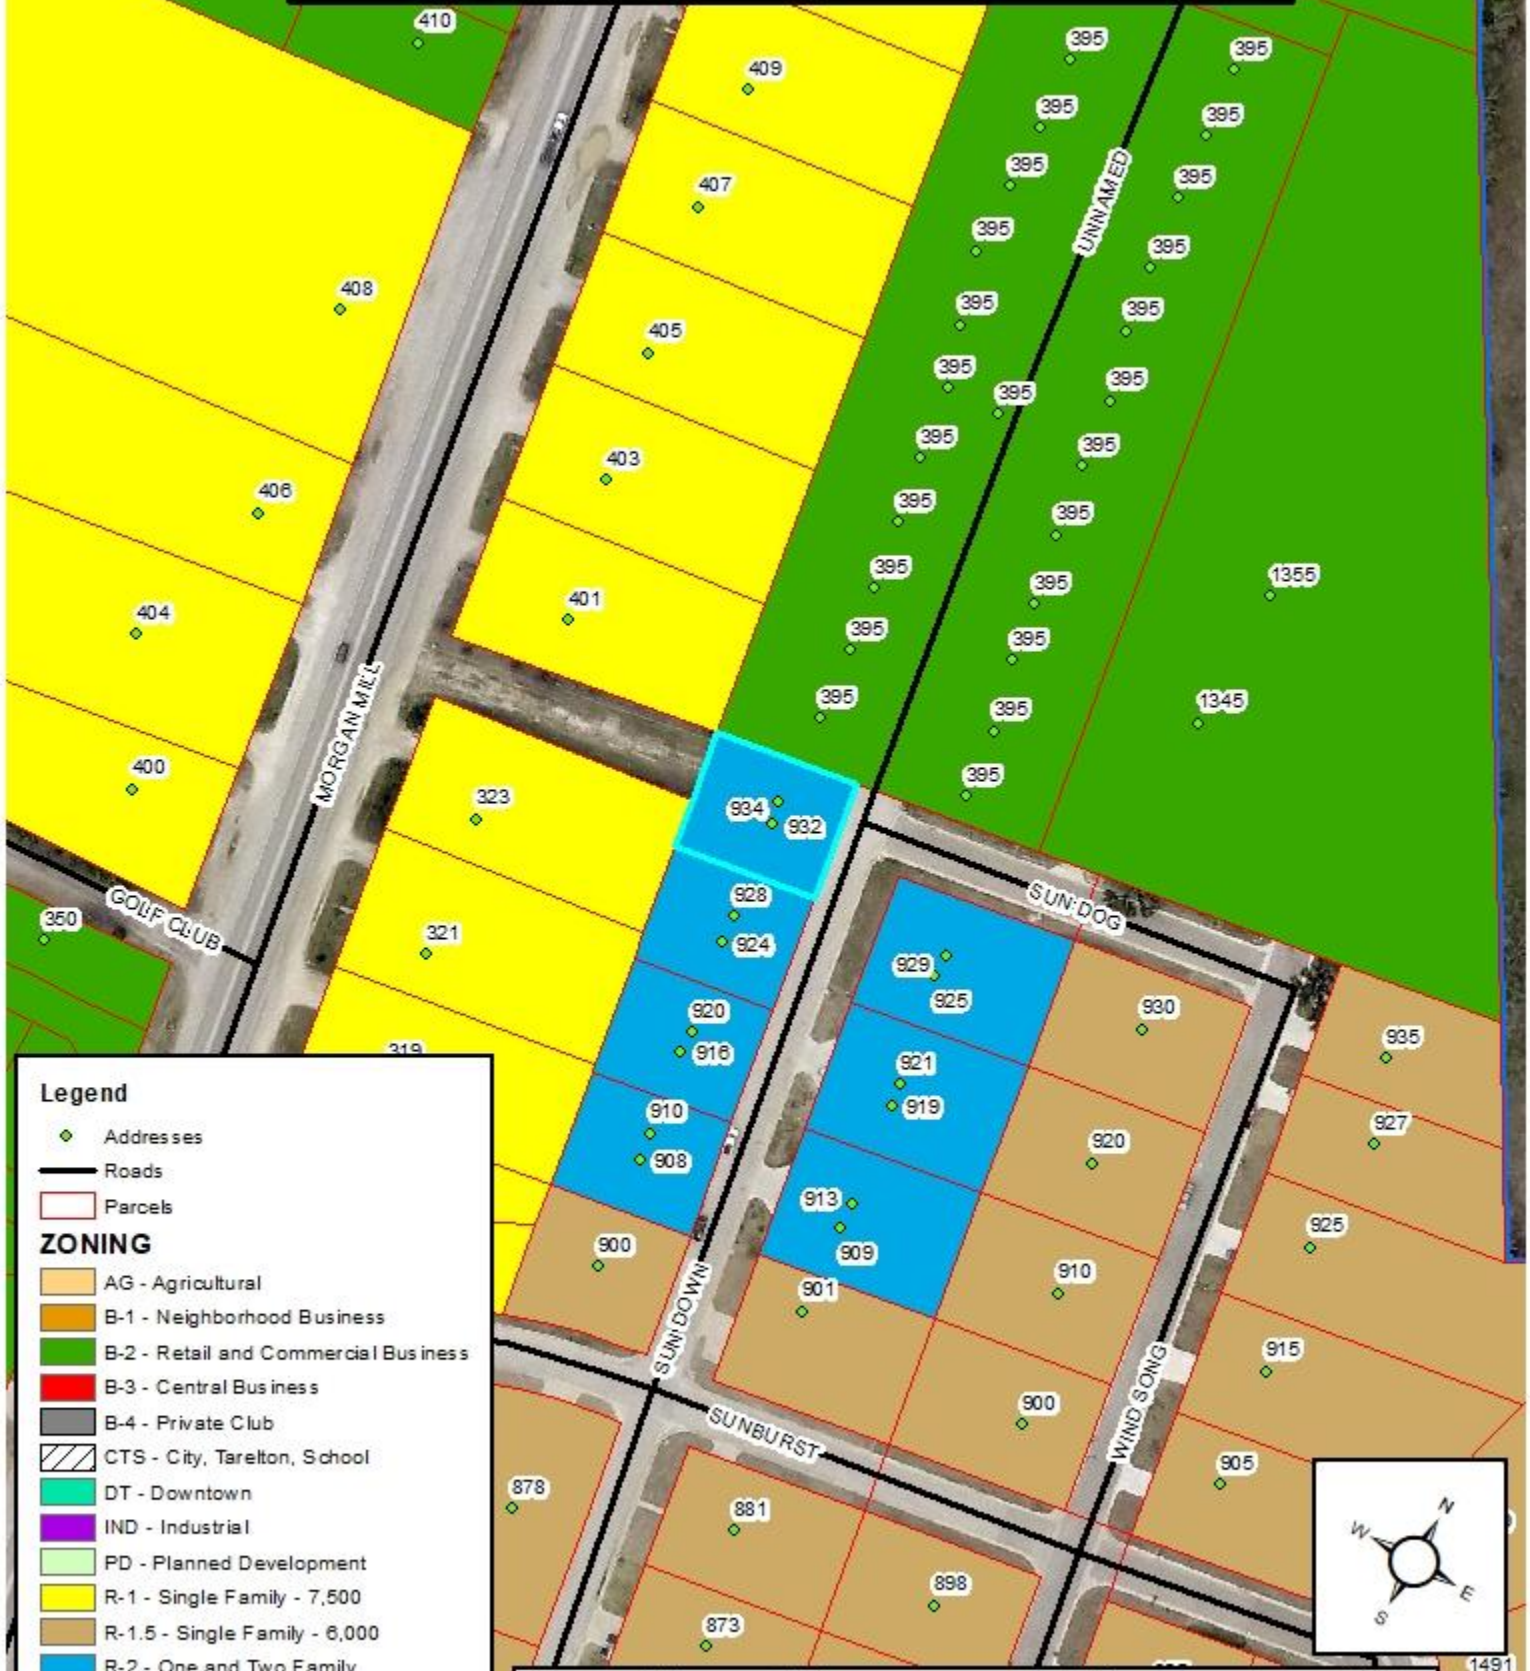 410
409
395
395
395
395
407
395
UNNAMED
395
395
395
408
395
395
405
395
395
395
395
403
395
395
406
395
395
395
395
1355
401
404
395
395
1345
MORGAN MILL
395
395
400
395
323
934
932
GOLF CLUB
350
928
SUN DOG
321
924
929
925
930
920
935
319
916
921
927
910
919
920
908
913
925
900
909
910
901
SUN DOWN
915
WIND SONG
900
SUNBURST
905
878
881
898
873
1491
Legend
Addresses
Roads
Parcels
ZONING
AG - Agricultural
B-1 - Neighborhood Business
B-2 - Retail and Commercial Business
B-3 - Central Business
B-4 - Private Club
CTS - City, Tarelton, School
DT - Downtown
IND - Industrial
PD - Planned Development
R-1 - Single Family - 7,500
R-1.5 - Single Family - 6,000
R-2 - One and Two Family
N
W
E
S